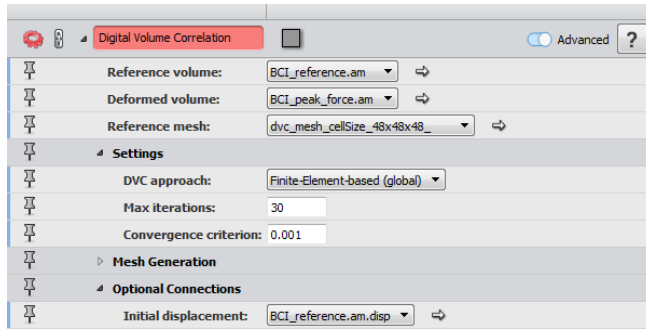 Digital Volume Correlation
Advanced ?
Reference volume: BCI_reference.am
Deformed volume: BCI_peak_force.am
Reference mesh: dvc_mesh_cellSize_48x48x48_
Settings
DVC approach: Finite-Element-based (global)
Max iterations: 30
Convergence criterion: 0.001
Mesh Generation
Optional Connections
Initial displacement: BCI_reference.am.disp